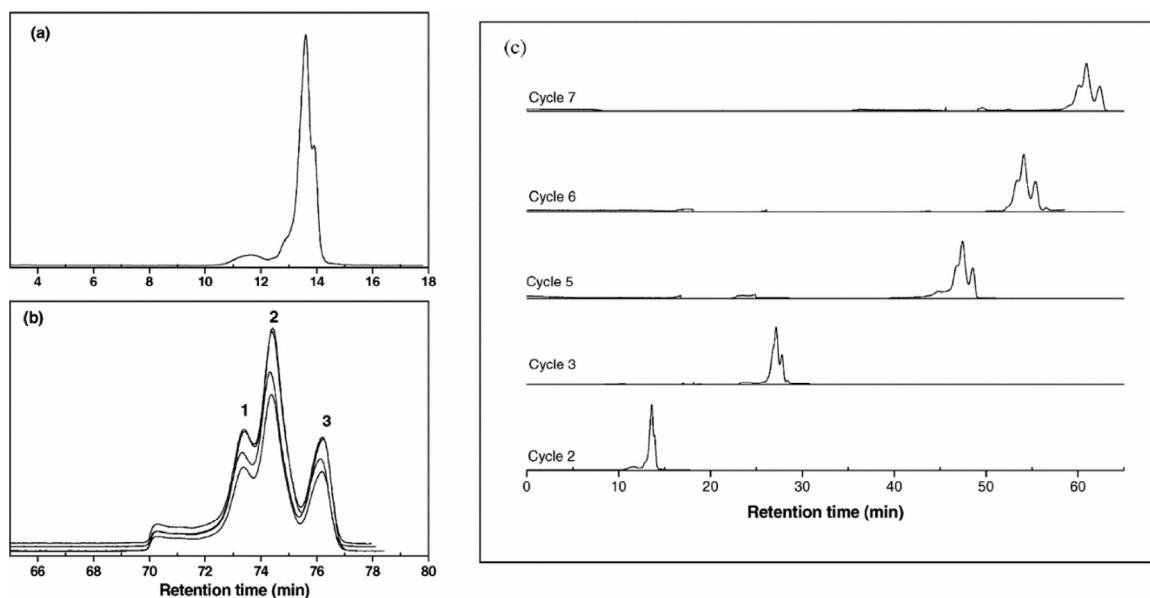 (a)
4 6 8 10 12 14 16 18
(b)
1
2
3
66 68 70 72 74 76 78 80
Retention time (min)
(c)
Cycle 7
Cycle 6
Cycle 5
Cycle 3
Cycle 2
0 10 20 30 40 50 60
Retention time (min)